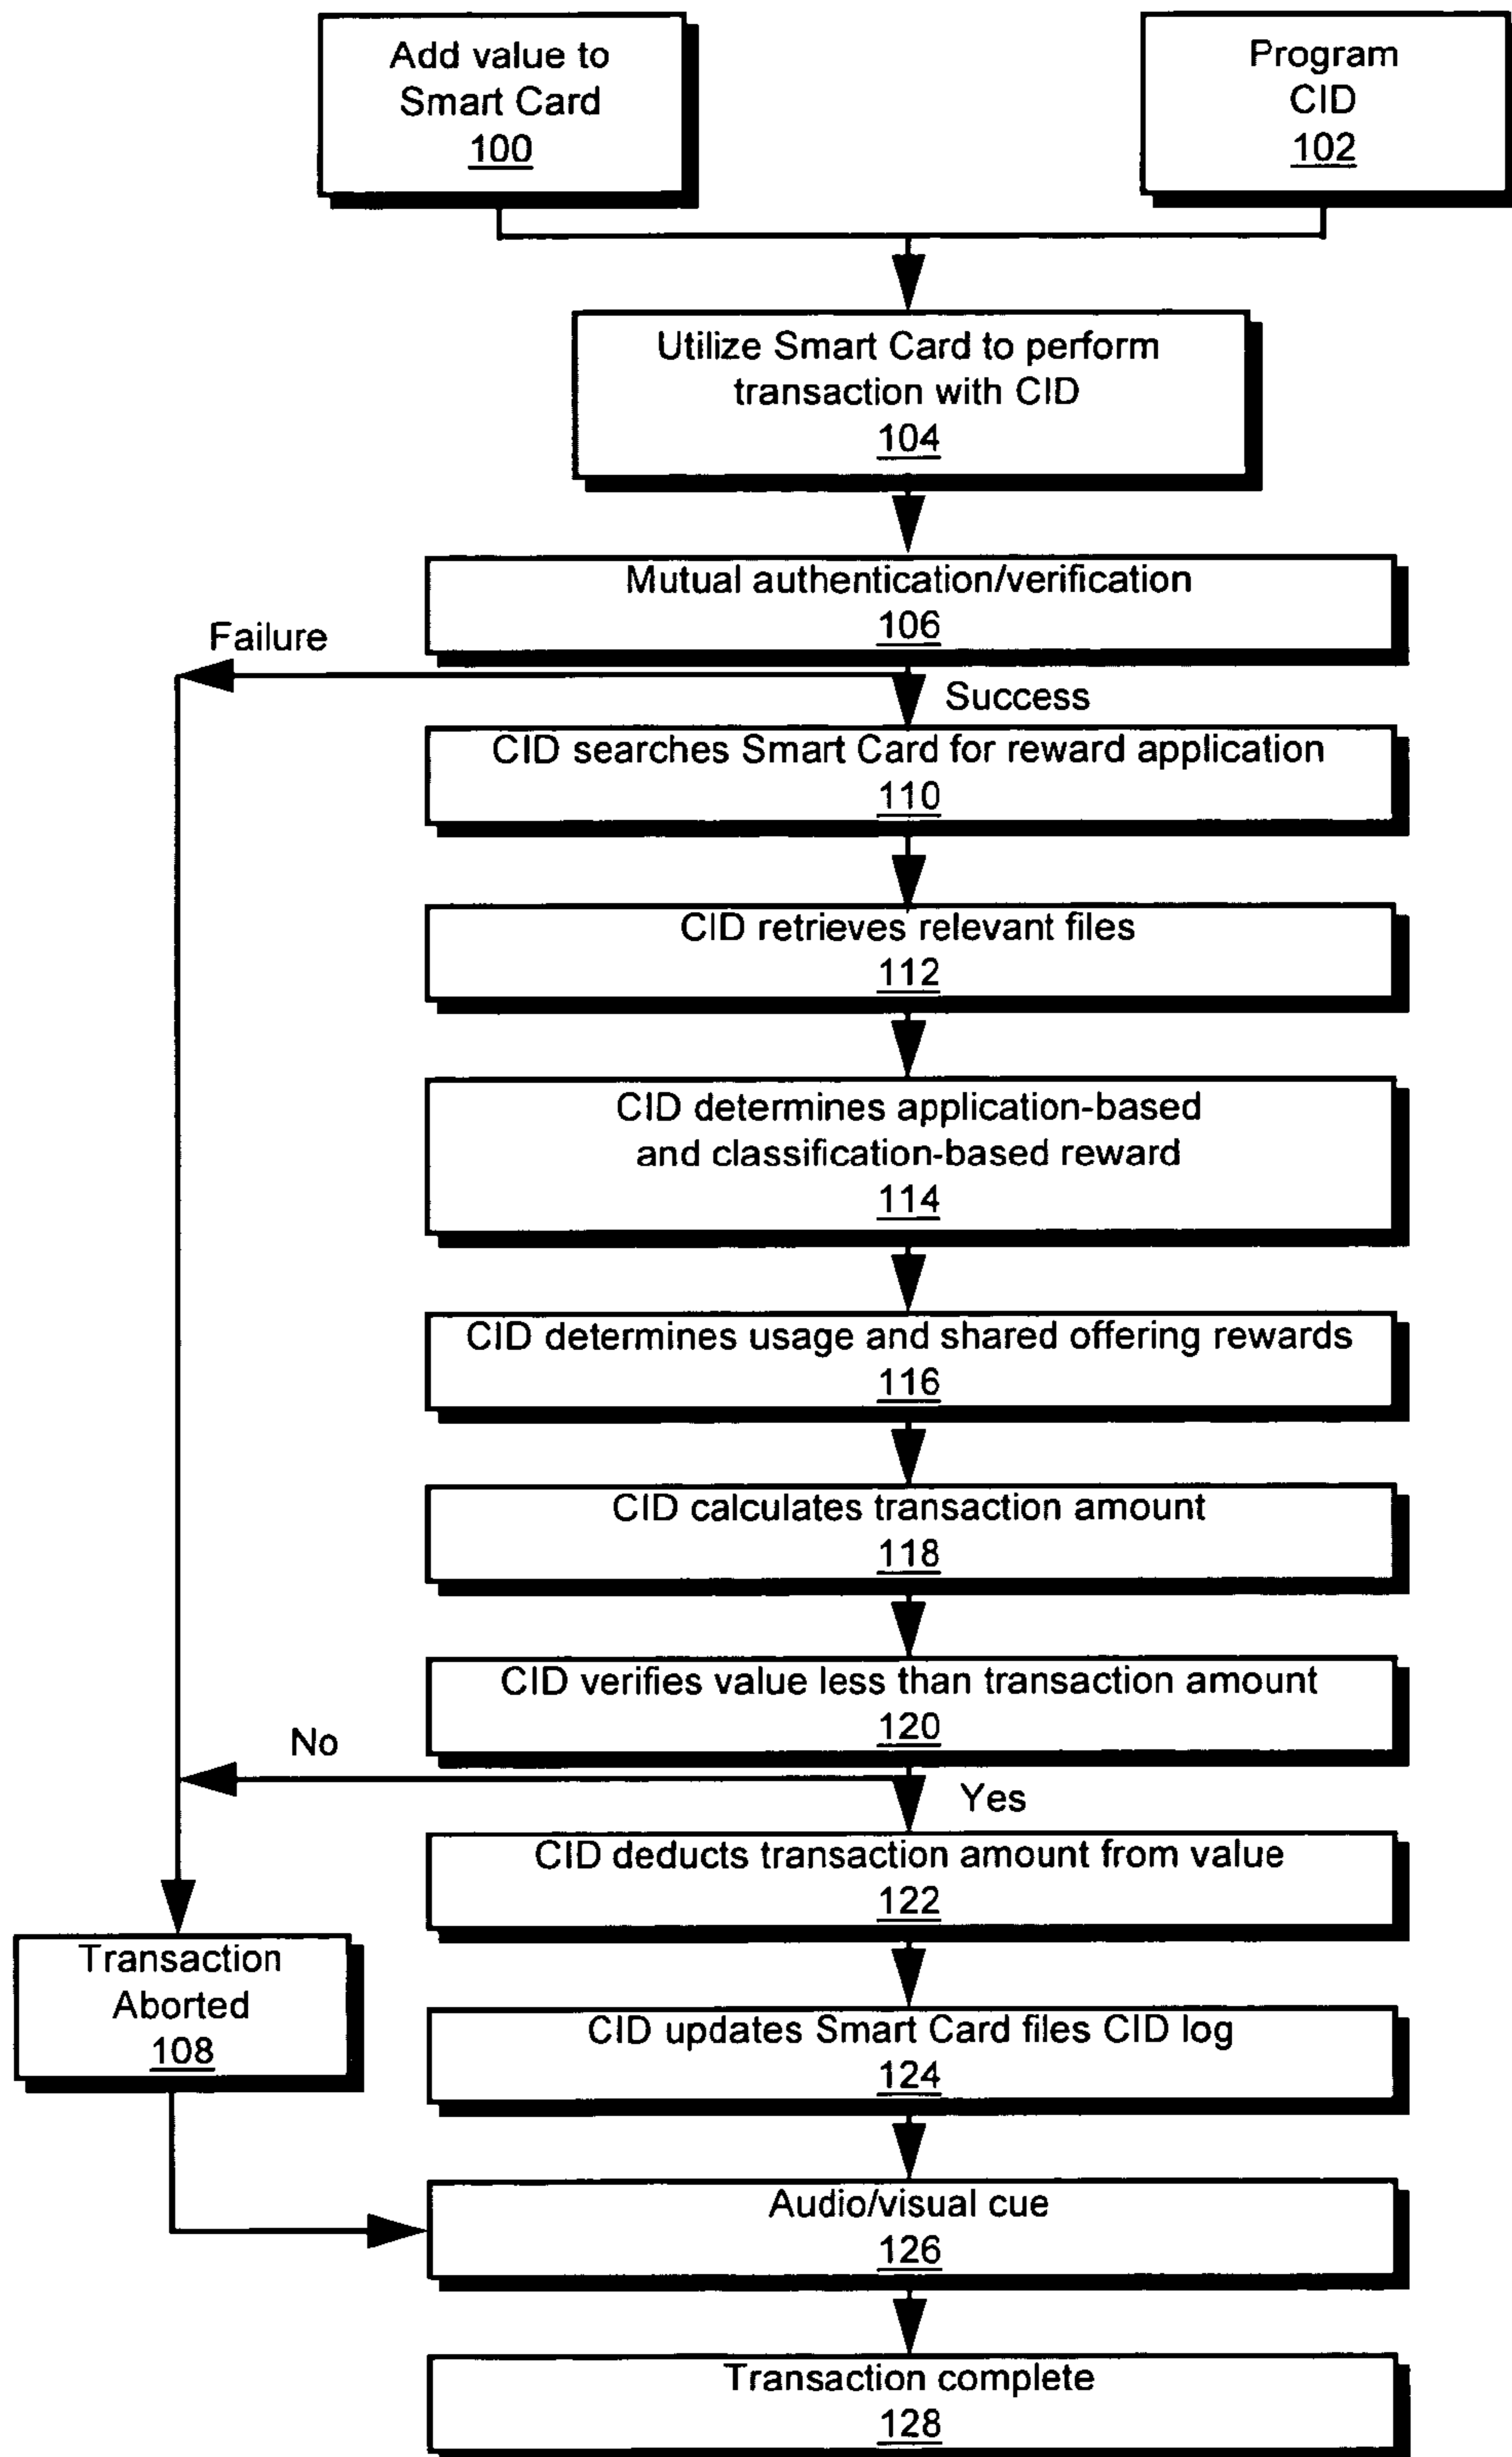 Add value to
Smart Card
100
Program
CID
102
Utilize Smart Card to perform
transaction with CID
104
Mutual authentication/verification
106
Failure
Success
CID searches Smart Card for reward application
110
CID retrieves relevant files
112
CID determines application-based
and classification-based reward
114
CID determines usage and shared offering rewards
116
CID calculates transaction amount
118
CID verifies value less than transaction amount
120
No
Yes
CID deducts transaction amount from value
122
Transaction
Aborted
108
CID updates Smart Card files CID log
124
Audio/visual cue
126
Transaction complete
128